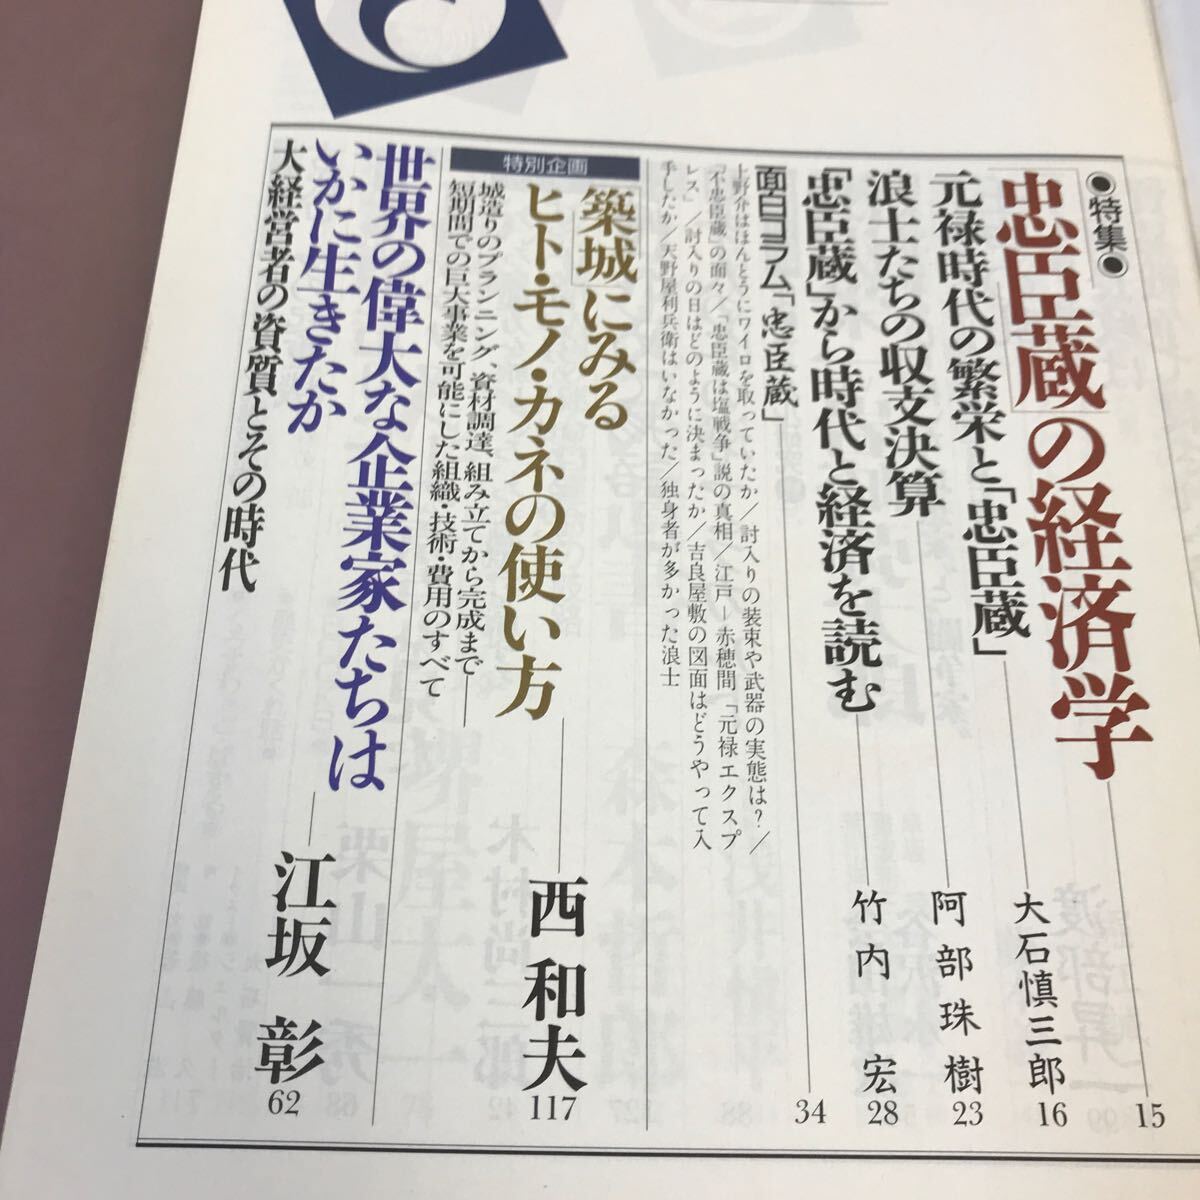 ●特集●
「忠臣蔵」の経済学
15
元禄時代の繁栄と「忠臣蔵」
大石慎三郎
16
浪士たちの収支決算
阿部珠樹
23
「忠臣蔵」から時代と経済を読む
竹内 宏
28
面白コラム「忠臣蔵」
34
上野介はほんとうにワイロを取っていたか／討入りの装束や武器の実態は？／
「不忠臣蔵」の面々／「忠臣蔵は塩戦争」説の真相／江戸－赤穂間「元禄エクスプ
レス」／討入りの日はどのように決まったか／吉良屋敷の図面はどうやって入
手したか／天野屋利兵衛はいなかった／独身者が多かった浪士
特別企画
「築城」にみる
ヒト・モノ・カネの使い方
西 和夫
117
城造りのプランニング、資材調達、組み立てから完成まで――
短期間での巨大事業を可能にした組織・技術・費用のすべて
世界の偉大な企業家たちは
いかに生きたか
江坂 彰
62
大経営者の資質とその時代